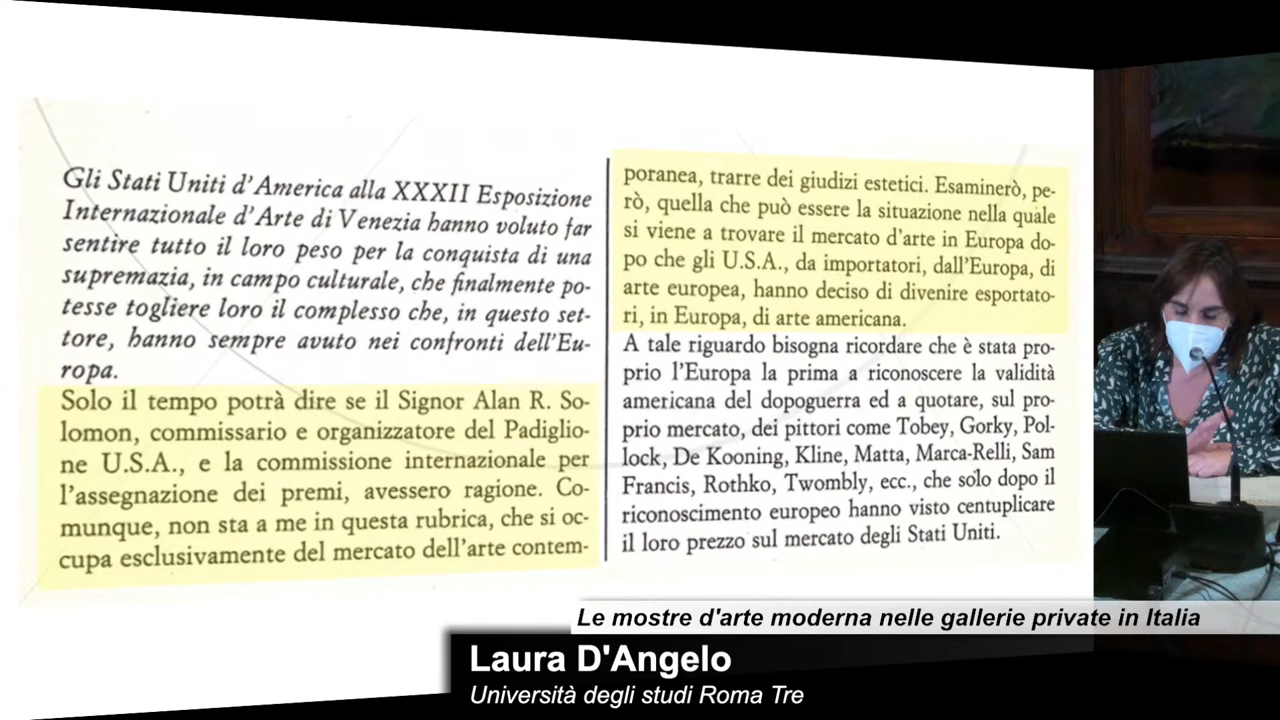 Gli Stati Uniti d'America alla XXXII Esposizione
Internazionale d'Arte di Venezia hanno voluto far
sentire tutto il loro peso per la conquista di una
supremazia, in campo culturale, che finalmente po-
tesse togliere loro il complesso che, in questo set-
tore, hanno sempre avuto nei confronti dell'Eu-
ropa.
Solo il tempo potrà dire se il Signor Alan R. So-
lomon, commissario e organizzatore del Padiglio-
ne U.S.A., e la commissione internazionale per
l'assegnazione dei premi, avessero ragione. Co-
munque, non sta a me in questa rubrica, che si oc-
cupa esclusivamente del mercato dell'arte contem-
poranea, trarre dei giudizi estetici. Esaminerò, pe-
rò, quella che può essere la situazione nella quale
si viene a trovare il mercato d'arte in Europa do-
po che gli U.S.A., da importatori, dall'Europa, di
arte europea, hanno deciso di divenire esportato-
ri, in Europa, di arte americana.
A tale riguardo bisogna ricordare che è stata pro-
prio l'Europa la prima a riconoscere la validità
americana del dopoguerra ed a quotare, sul pro-
prio mercato, dei pittori come Tobey, Gorky, Pol-
lock, De Kooning, Kline, Matta, Marca-Relli, Sam
Francis, Rothko, Twombly, ecc., che solo dopo il
riconoscimento europeo hanno visto centuplicare
il loro prezzo sul mercato degli Stati Uniti.
Le mostre d'arte moderna nelle gallerie private in Italia
Laura D'Angelo
Università degli studi Roma Tre